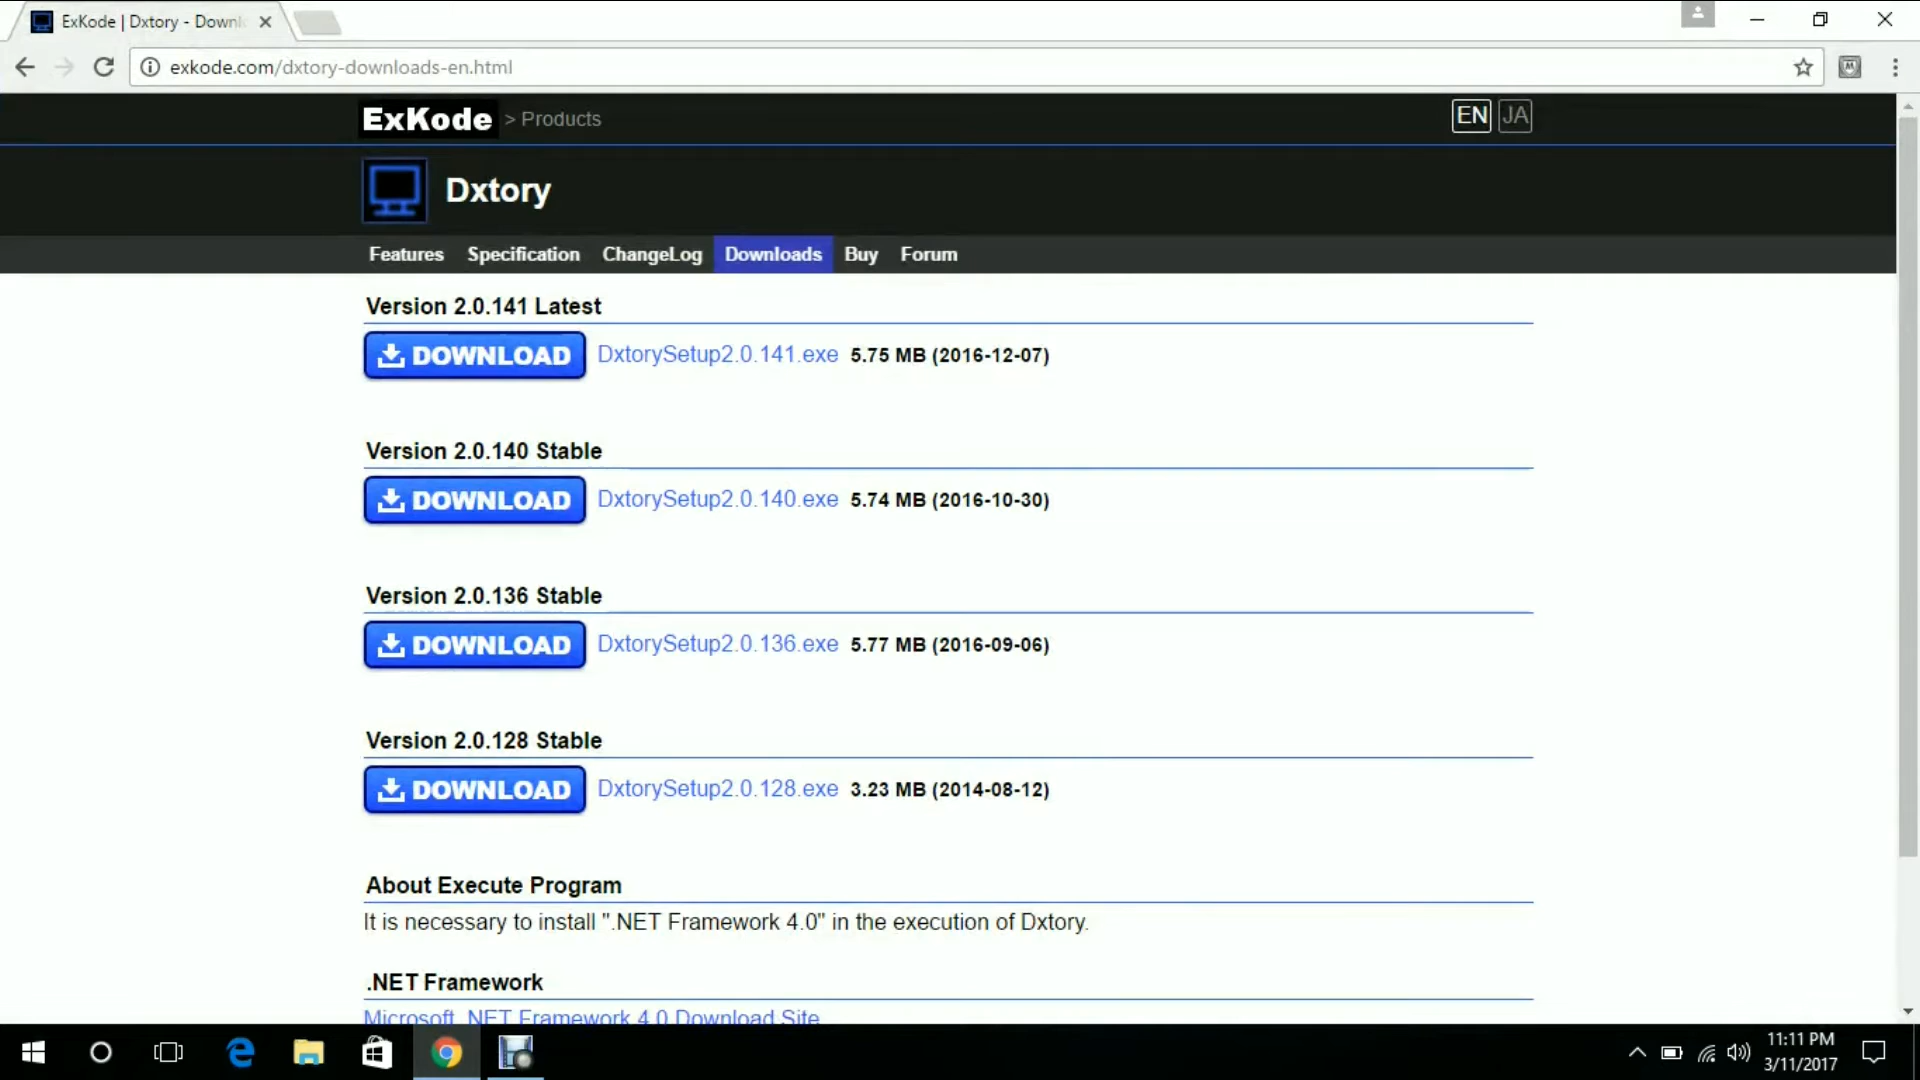 ExKode | Dxtory - Downl
exkode.com/dxtory-downloads-en.html
ExKode > Products
EN JA
Dxtory
Features Specification ChangeLog Downloads Buy Forum
Version 2.0.141 Latest
DOWNLOAD DxtorySetup2.0.141.exe 5.75 MB (2016-12-07)
Version 2.0.140 Stable
DOWNLOAD DxtorySetup2.0.140.exe 5.74 MB (2016-10-30)
Version 2.0.136 Stable
DOWNLOAD DxtorySetup2.0.136.exe 5.77 MB (2016-09-06)
Version 2.0.128 Stable
DOWNLOAD DxtorySetup2.0.128.exe 3.23 MB (2014-08-12)
About Execute Program
It is necessary to install ".NET Framework 4.0" in the execution of Dxtory.
.NET Framework
Microsoft .NET Framework 4.0 Download Site
11:11 PM
3/11/2017